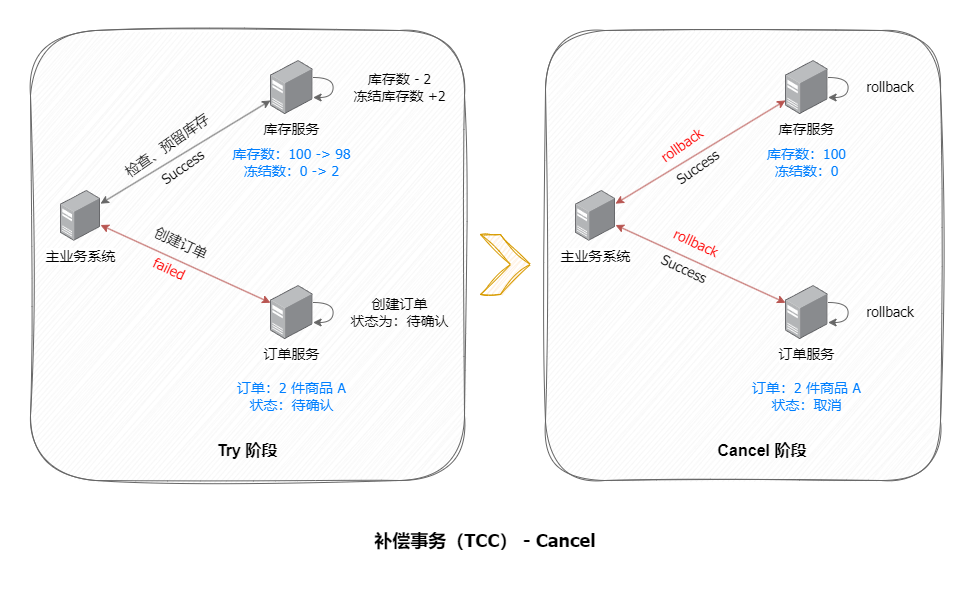 库存数 - 2
冻结库存数 +2
库存服务
检查、预留库存
Success
库存数：100 -> 98
冻结数：0 -> 2
主业务系统
创建订单
failed
创建订单
状态为：待确认
订单服务
订单：2 件商品 A
状态：待确认
Try 阶段
rollback
库存服务
rollback
Success
库存数：100
冻结数：0
主业务系统
rollback
Success
rollback
订单服务
订单：2 件商品 A
状态：取消
Cancel 阶段
补偿事务（TCC） - Cancel